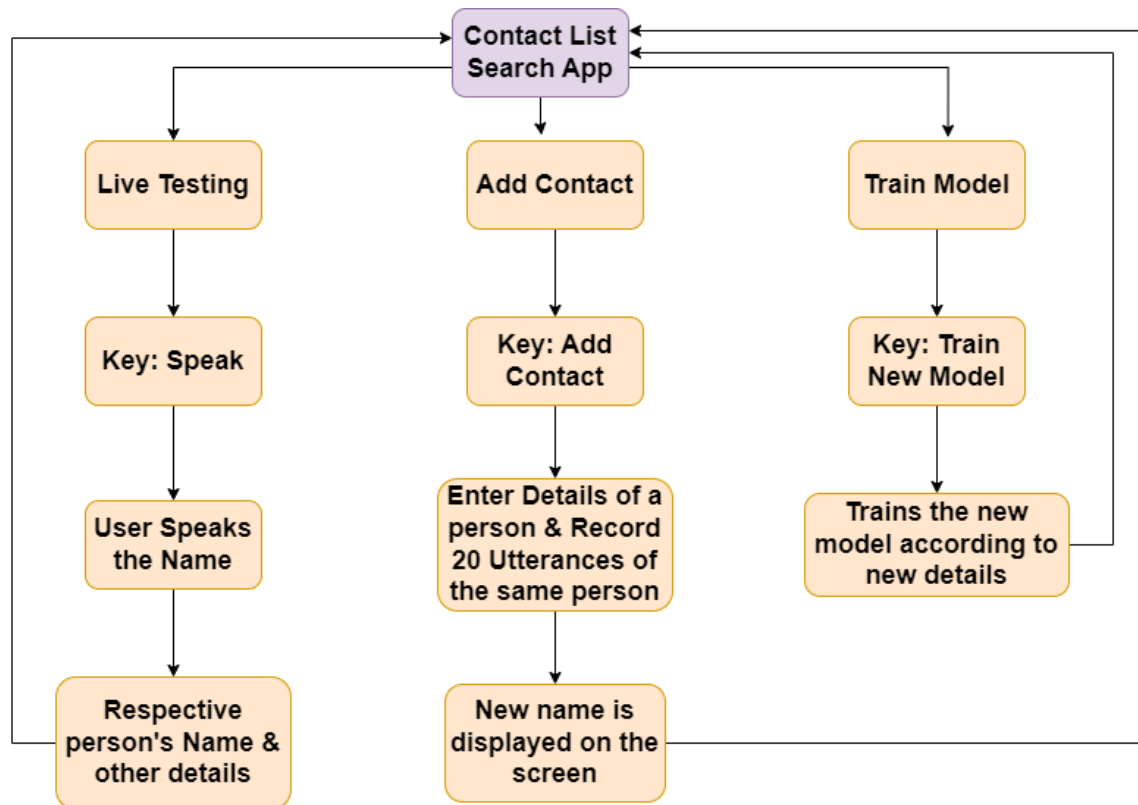 Contact List
Search App
Live Testing
Add Contact
Train Model
Key: Speak
Key: Add
Contact
Key: Train
New Model
User Speaks
the Name
Enter Details of a
person & Record
20 Utterances of
the same person
Trains the new
model according to
new details
Respective
person's Name &
other details
New name is
displayed on the
screen